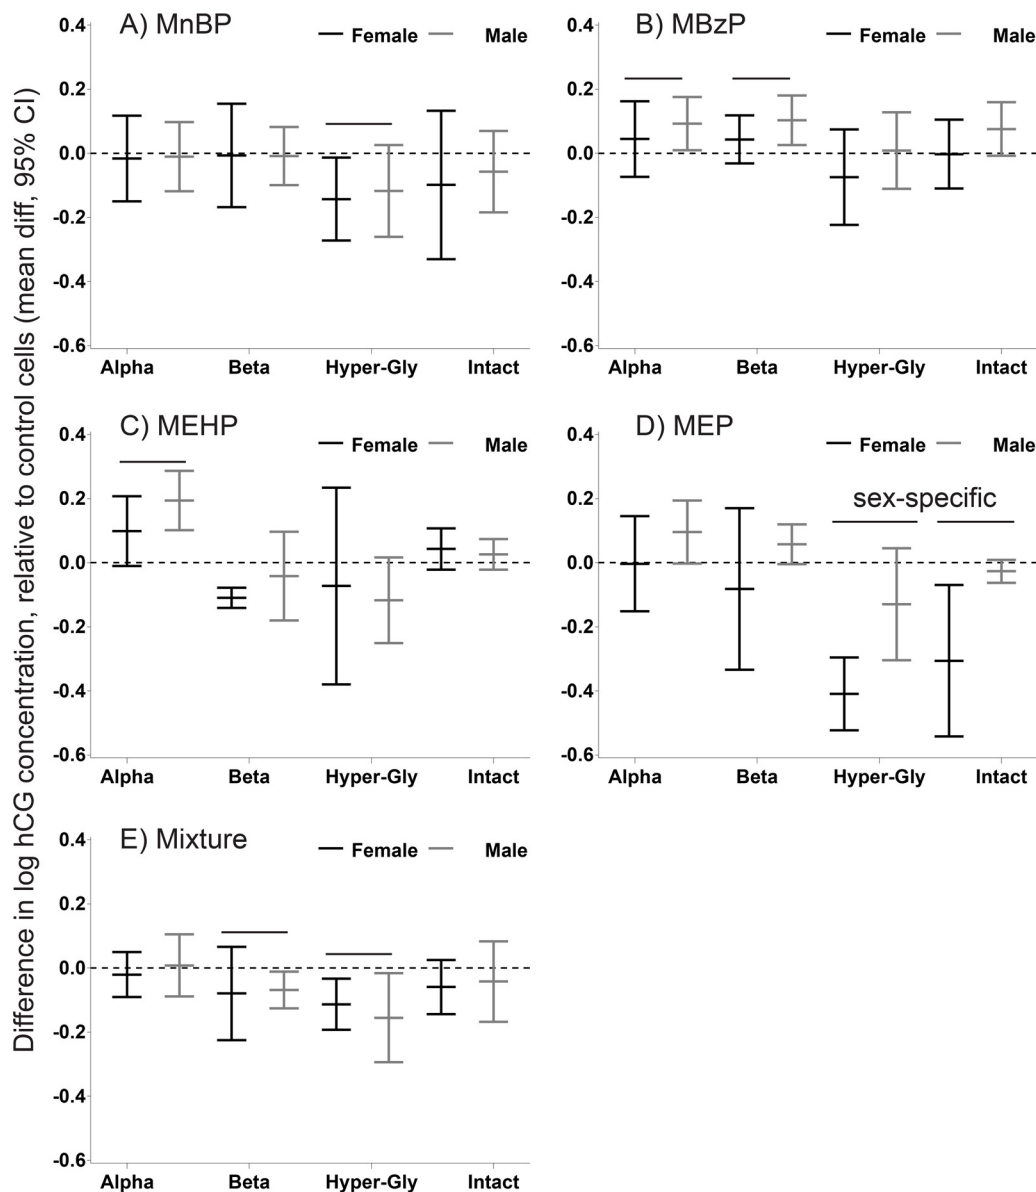 Difference in log hCG concentration, relative to control cells (mean diff, 95% CI)
A) MnBP
Female Male
0.4
0.2
0.0
-0.2
-0.4
-0.6
Alpha Beta Hyper-Gly Intact
B) MBzP
Female Male
0.4
0.2
0.0
-0.2
-0.4
-0.6
Alpha Beta Hyper-Gly Intact
C) MEHP
Female Male
0.4
0.2
0.0
-0.2
-0.4
-0.6
Alpha Beta Hyper-Gly Intact
D) MEP
Female Male
sex-specific
0.4
0.2
0.0
-0.2
-0.4
-0.6
Alpha Beta Hyper-Gly Intact
E) Mixture
Female Male
0.4
0.2
0.0
-0.2
-0.4
-0.6
Alpha Beta Hyper-Gly Intact